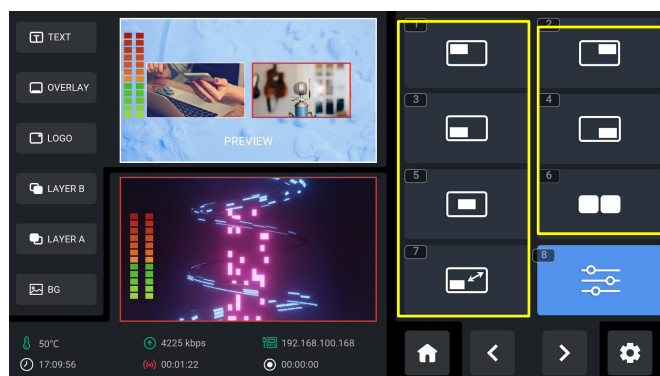 TEXT
OVERLAY
LOGO
LAYER B
LAYER A
BG
PREVIEW
1
2
3
4
5
6
7
8
50°C
4225 kbps
192.168.100.168
17:09:56
00:01:22
00:00:00